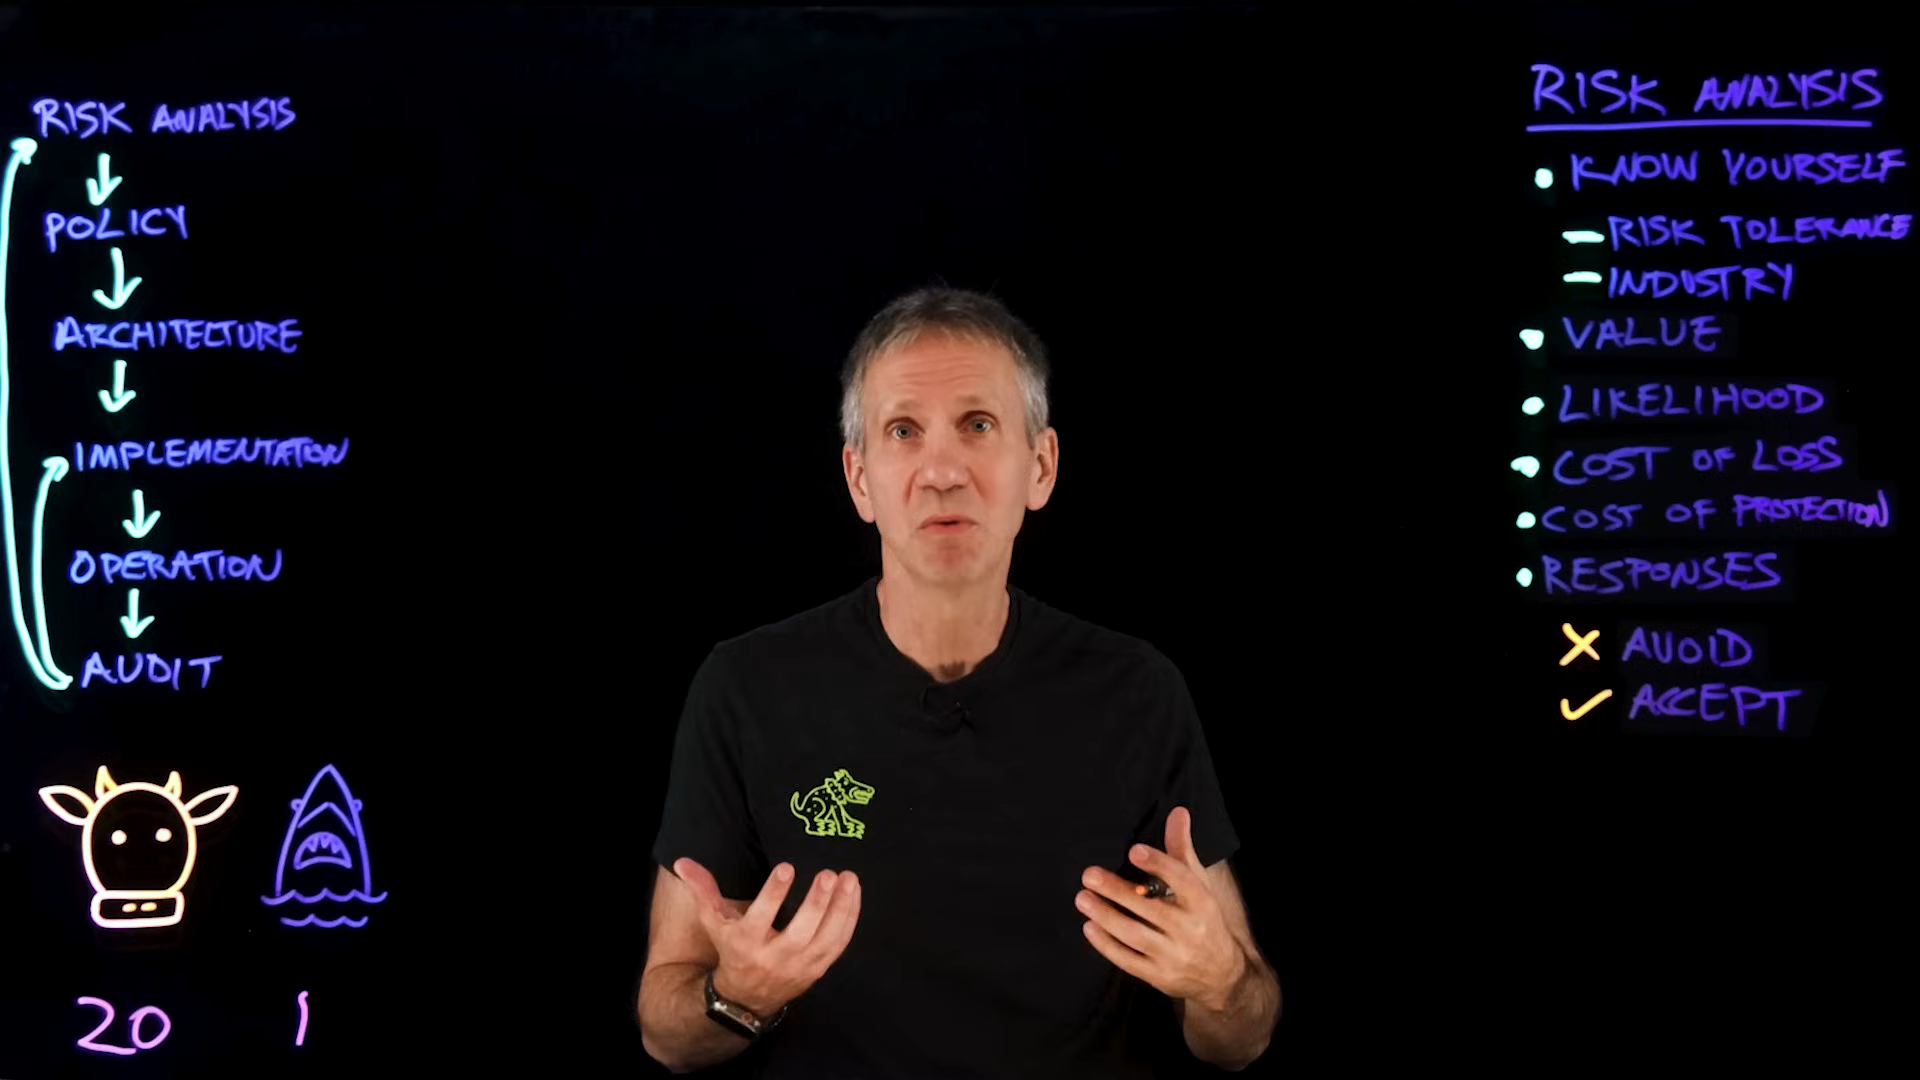 RISK ANALYSIS
POLICY
ARCHITECTURE
IMPLEMENTATION
OPERATION
AUDIT
20 1
RISK ANALYSIS
KNOW YOURSELF
RISK TOLERANCE
INDUSTRY
VALUE
LIKELIHOOD
COST OF LOSS
COST OF PROTECTION
RESPONSES
AVOID
ACCEPT